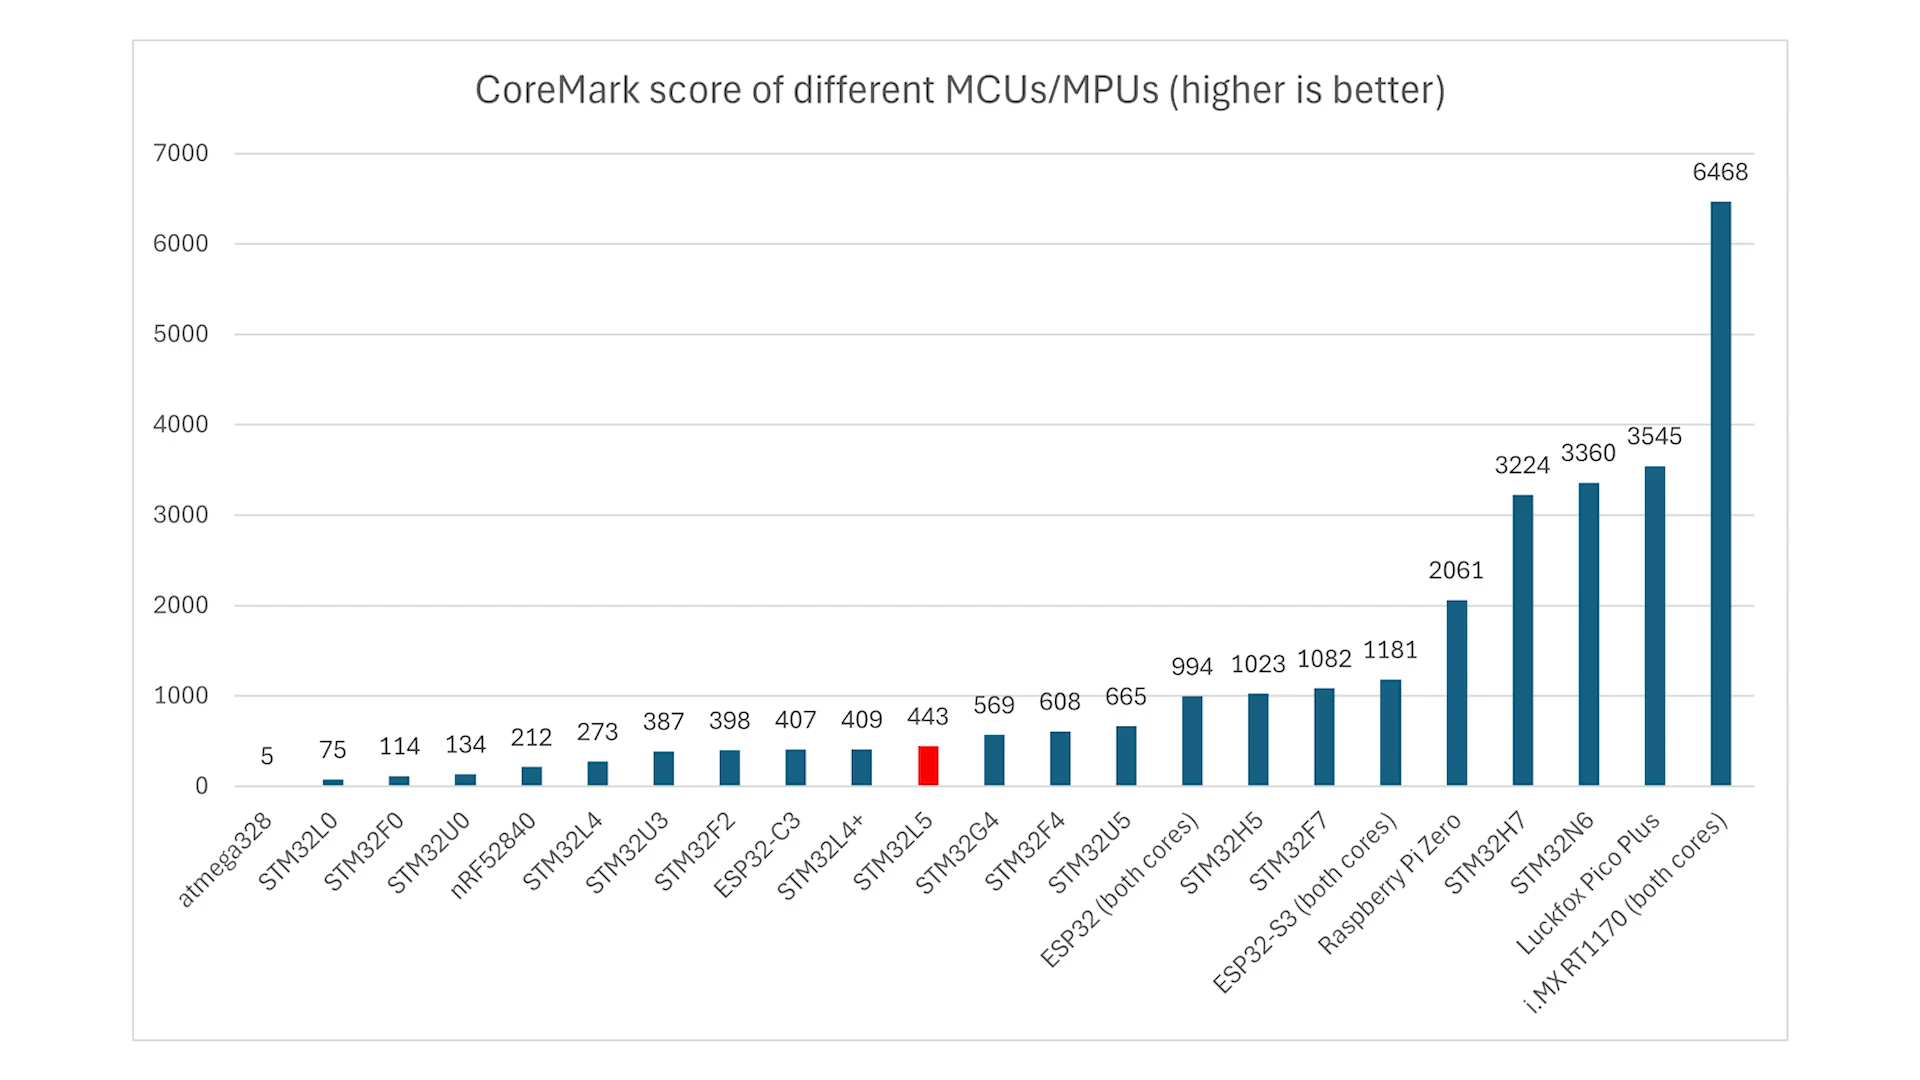 CoreMark score of different MCUs/MPUs (higher is better)
7000
6000
5000
4000
3000
2000
1000
0
5
75
114
134
212
273
387
398
407
409
443
569
608
665
994
1023
1082
1181
2061
3224
3360
3545
6468
atmega328
STM32L0
STM32F0
STM32U0
nRF52840
STM32L4
STM32U3
STM32F2
ESP32-C3
STM32L4+
STM32L5
STM32G4
STM32F4
STM32U5
ESP32 (both cores)
STM32H5
STM32F7
ESP32-S3 (both cores)
Raspberry Pi Zero
STM32H7
STM32N6
Luckfox Pico Plus
i.MX RT1170 (both cores)